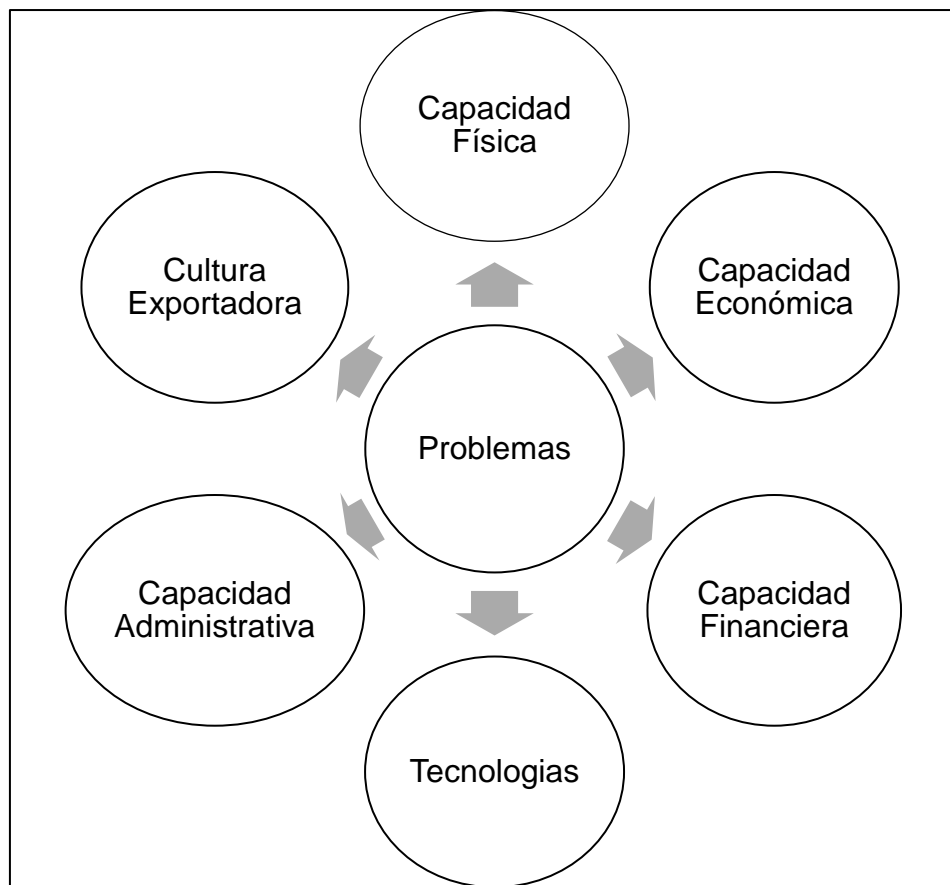 Capacidad
Física
Cultura
Exportadora
Capacidad
Económica
Problemas
Capacidad
Administrativa
Capacidad
Financiera
Tecnologias